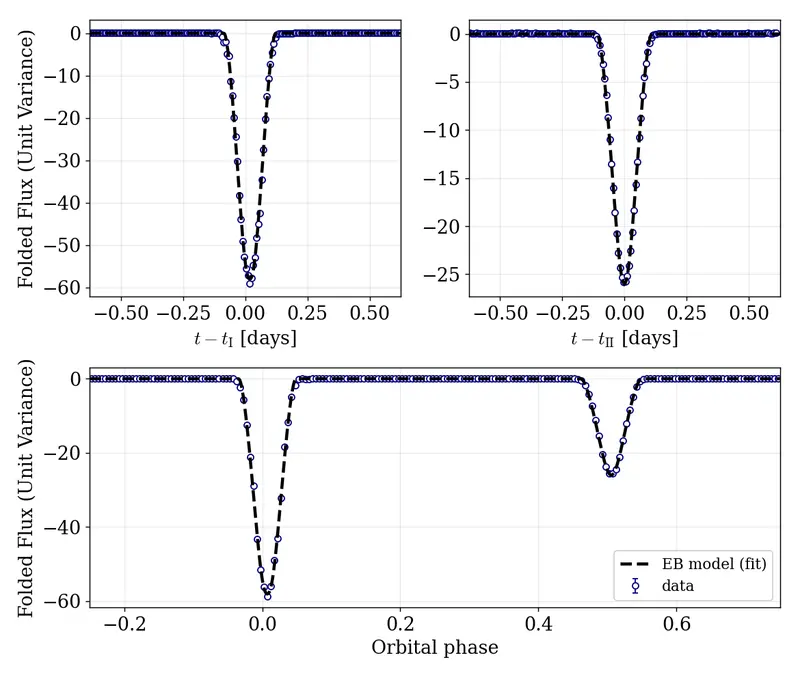 Folded Flux (Unit Variance)
0
−10
−20
−30
−40
−50
−60
−0.50 −0.25 0.00 0.25 0.50
t − tI [days]
0
−5
−10
−15
−20
−25
−0.50 −0.25 0.00 0.25 0.50
t − tII [days]
Folded Flux (Unit Variance)
0
−20
−40
−60
EB model (fit)
data
−0.2 0.0 0.2 0.4 0.6
Orbital phase